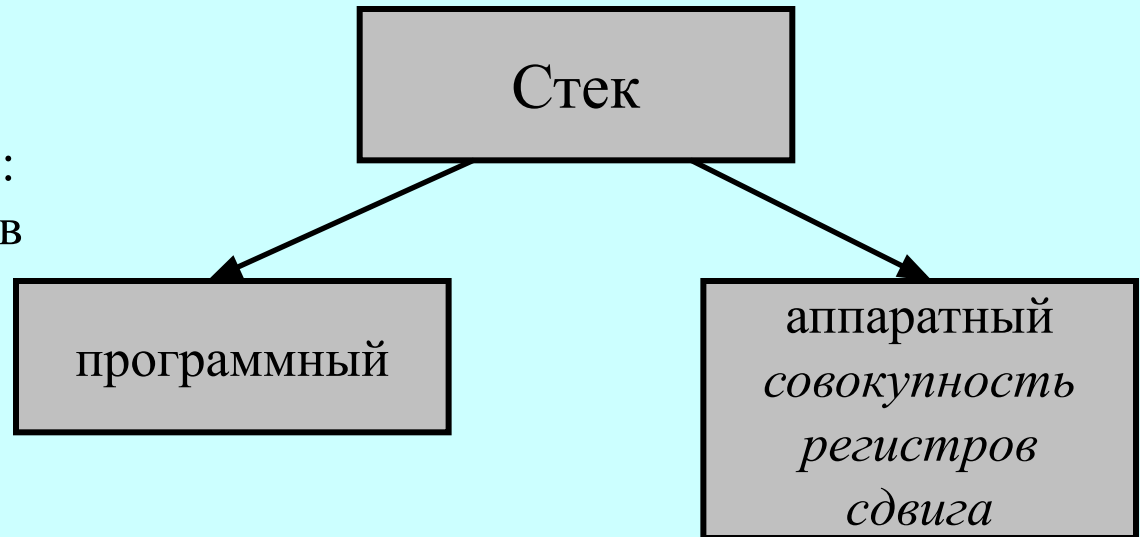 Стек
:
в
программный
аппаратный
совокупность
регистров
сдвига